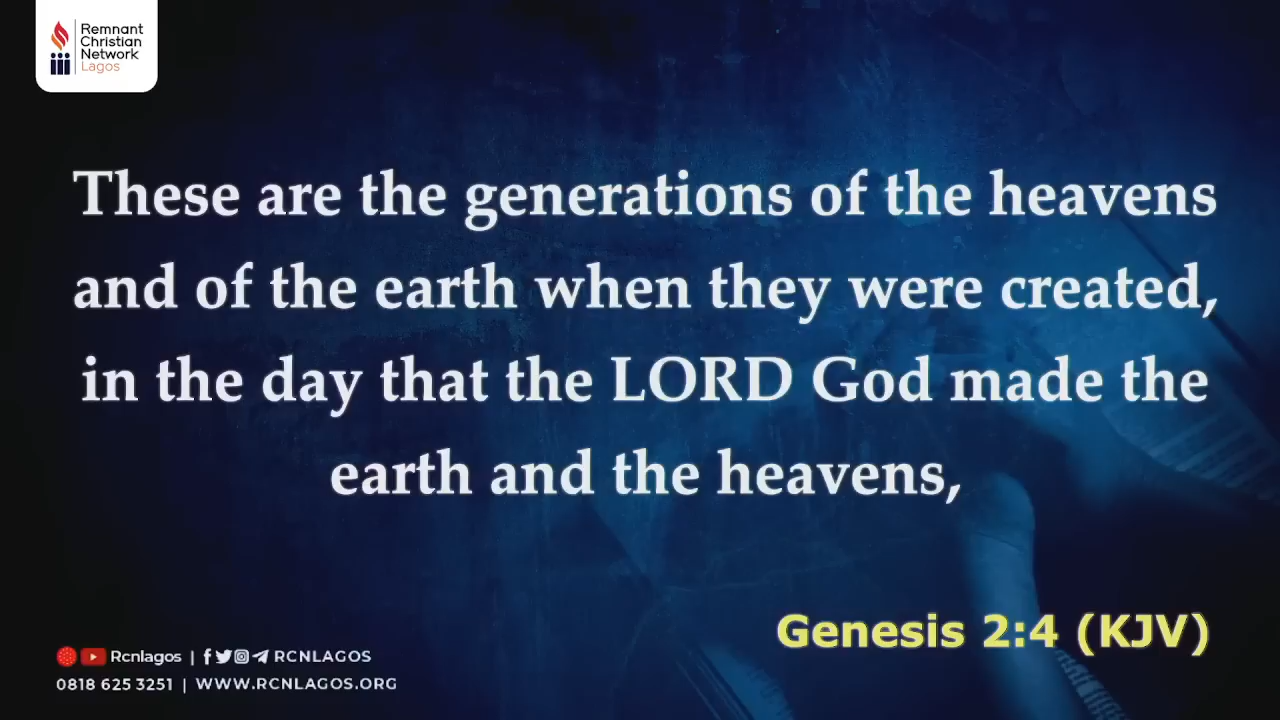 Remnant
Christian
Network
Lagos
These are the generations of the heavens
and of the earth when they were created,
in the day that the LORD God made the
earth and the heavens,
Genesis 2:4 (KJV)
Rcnlagos | RCNLAGOS
0818 625 3251 | WWW.RCNLAGOS.ORG